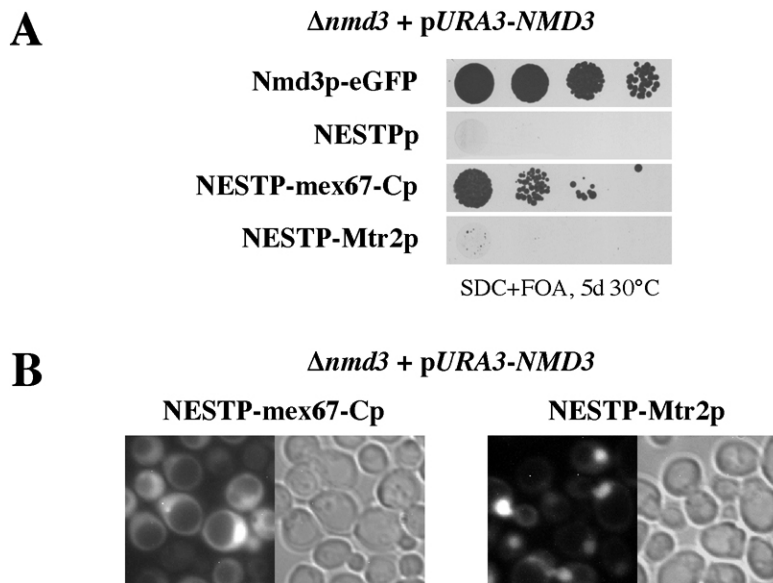 A
Δnmd3 + pURA3-NMD3
Nmd3p-eGFP
NESTPp
NESTP-mex67-Cp
NESTP-Mtr2p
SDC+FOA, 5d 30°C
B
Δnmd3 + pURA3-NMD3
NESTP-mex67-Cp NESTP-Mtr2p